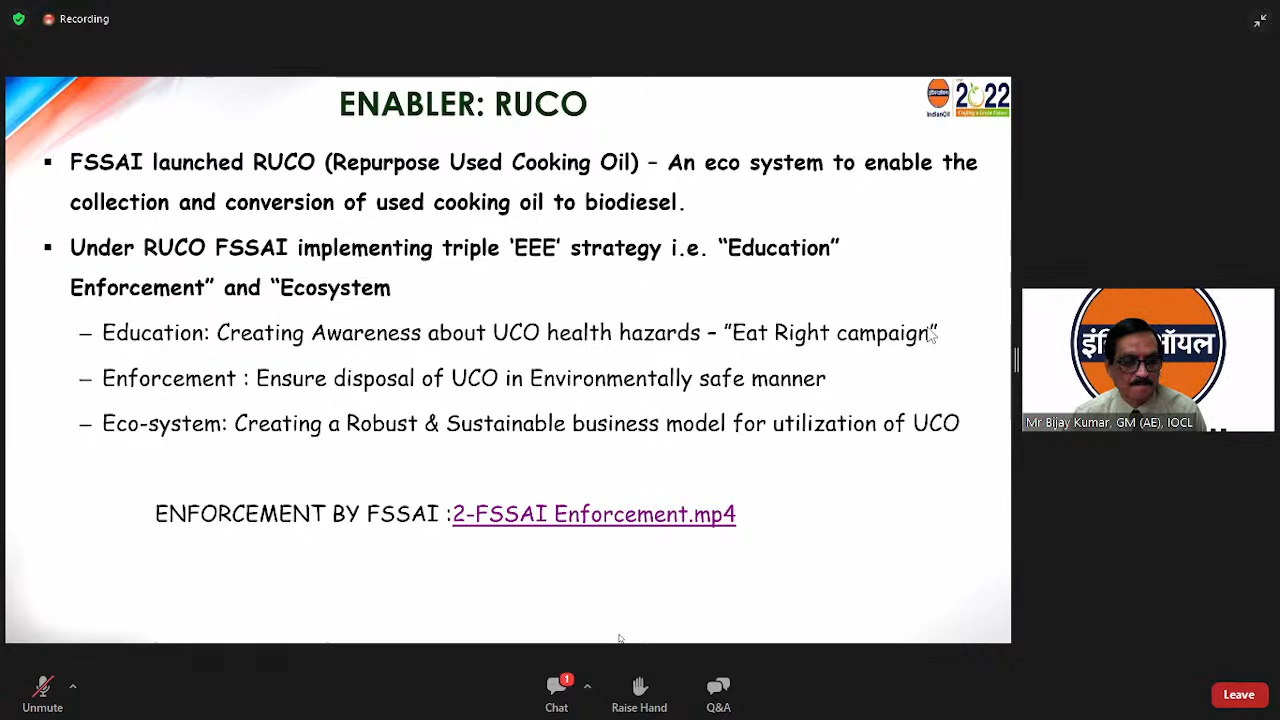 Recording
ENABLER: RUCO
इंडियनऑयल
IndianOil
2022
▪ FSSAI launched RUCO (Repurpose Used Cooking Oil) – An eco system to enable the
collection and conversion of used cooking oil to biodiesel.
▪ Under RUCO FSSAI implementing triple ‘EEE’ strategy i.e. “Education”
Enforcement” and “Ecosystem
– Education: Creating Awareness about UCO health hazards – ”Eat Right campaign”
– Enforcement : Ensure disposal of UCO in Environmentally safe manner
– Eco-system: Creating a Robust & Sustainable business model for utilization of UCO
ENFORCEMENT BY FSSAI :2-FSSAI Enforcement.mp4
Mr Bijay Kumar, GM (AE), IOCL
1
Unmute
Chat
Raise Hand
Q&A
Leave